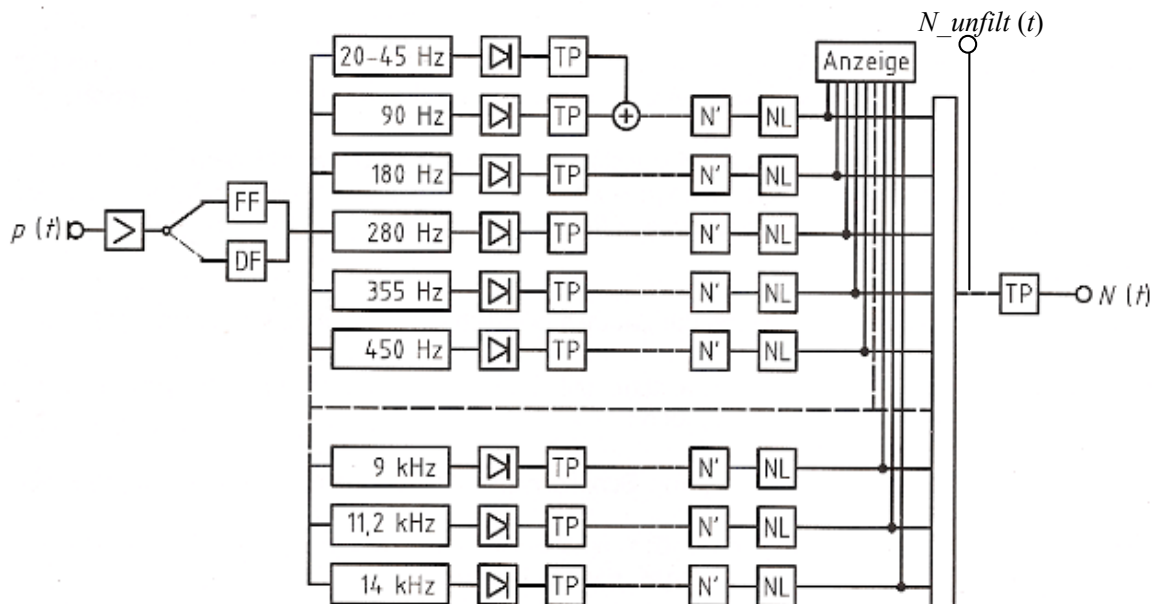 N_unfilt (t)
20–45 Hz TP Anzeige
90 Hz TP + N' NL
180 Hz TP N' NL
FF
280 Hz TP N' NL
p (t) >
DF
355 Hz TP N' NL TP N (t)
450 Hz TP N' NL
9 kHz TP N' NL
11,2 kHz TP N' NL
14 kHz TP N' NL